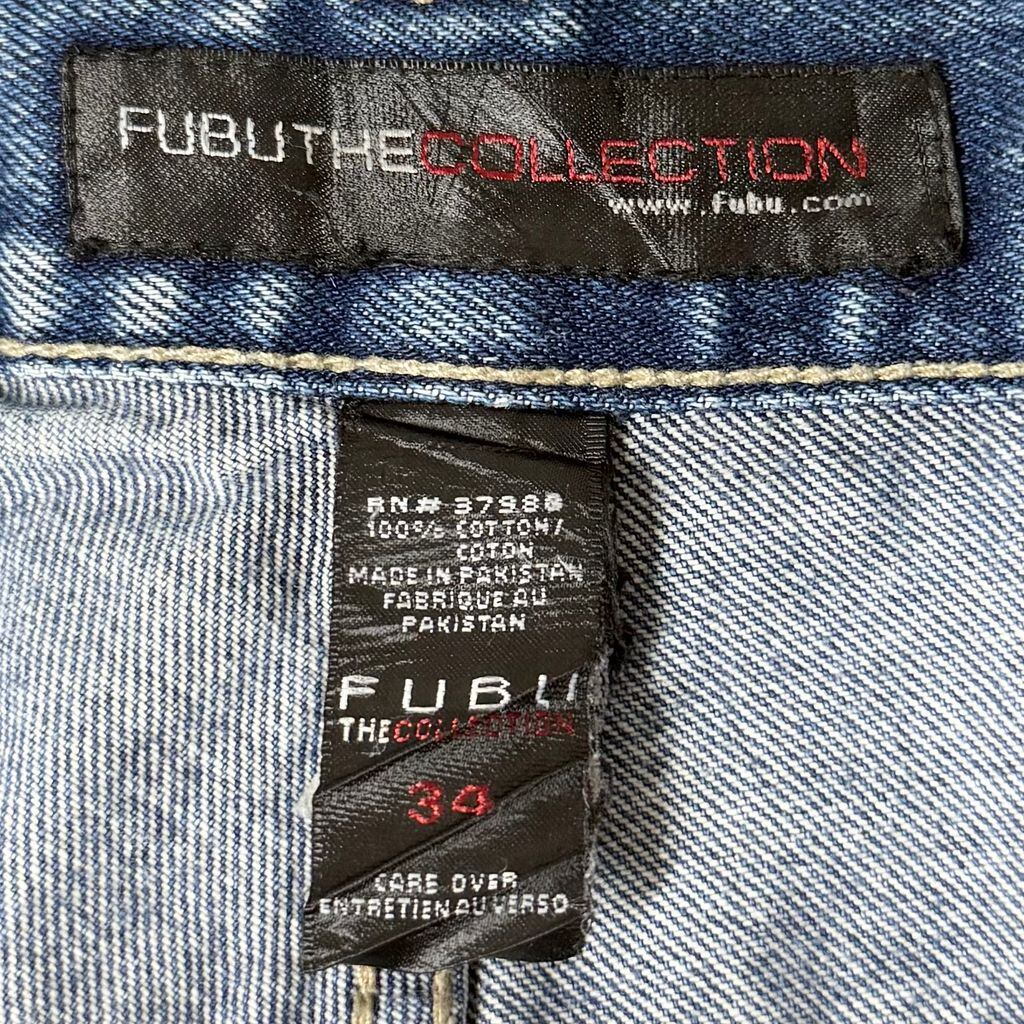 FUBUTHECOLLECTION
www.fubu.com
RN# 37388
100% COTTON/
COTON
MADE IN PAKISTAN
FABRIQUE AU
PAKISTAN
FUBU
THECOLLECTION
34
CARE OVER
ENTRETIEN AU VERSO